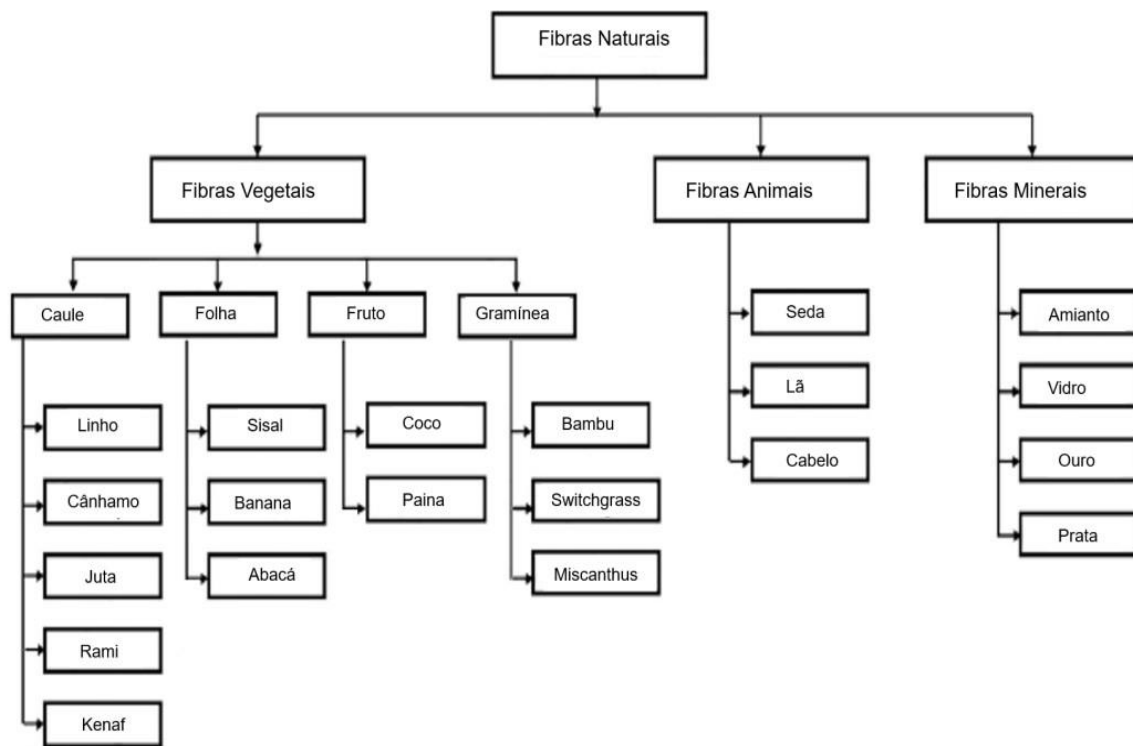 Fibras Naturais
Fibras Vegetais
Fibras Animais
Fibras Minerais
Caule
Folha
Fruto
Gramínea
Linho
Cânhamo
Juta
Rami
Kenaf
Sisal
Banana
Abacá
Coco
Paina
Bambu
Switchgrass
Miscanthus
Seda
Lã
Cabelo
Amianto
Vidro
Ouro
Prata